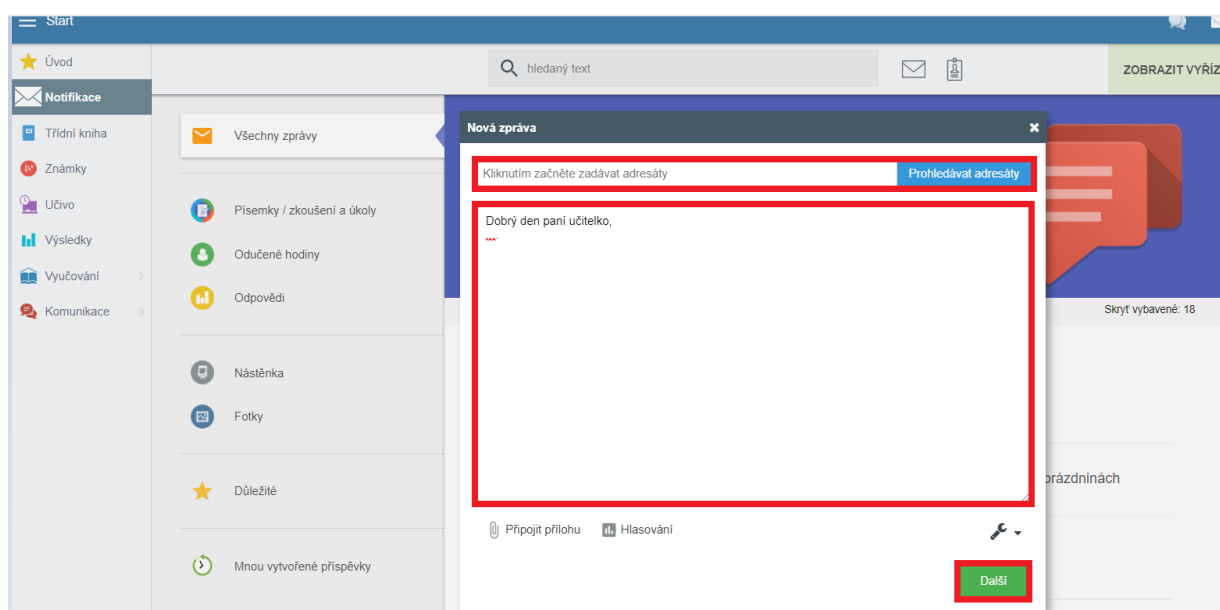 Start
Úvod
hledaný text
ZOBRAZIT VYŘÍZ
Notifikace
Třídní kniha
Známky
Učivo
Výsledky
Vyučování
Komunikace
Všechny zprávy
Písemky / zkoušení a úkoly
Odučené hodiny
Odpovědi
Nástěnka
Fotky
Důležité
Mnou vytvořené příspěvky
Nová zpráva
Kliknutím začněte zadávat adresáty
Prohledávat adresáty
Dobrý den paní učitelko,
....
Připojit přílohu
Hlasování
Další
Skryť vybavené: 18
prázdninách